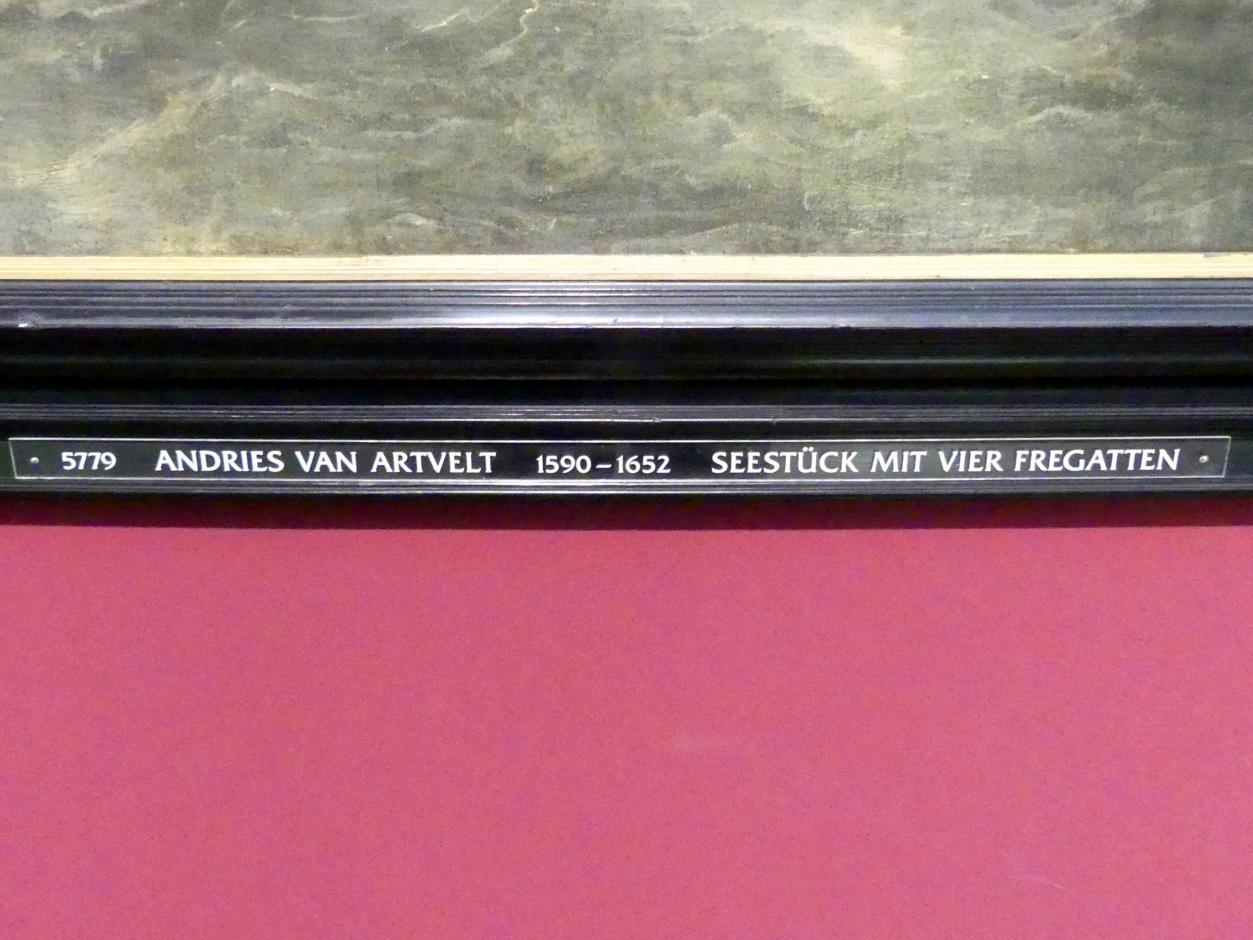 5779 ANDRIES VAN ARTVELT 1590–1652 SEESTÜCK MIT VIER FREGATTEN